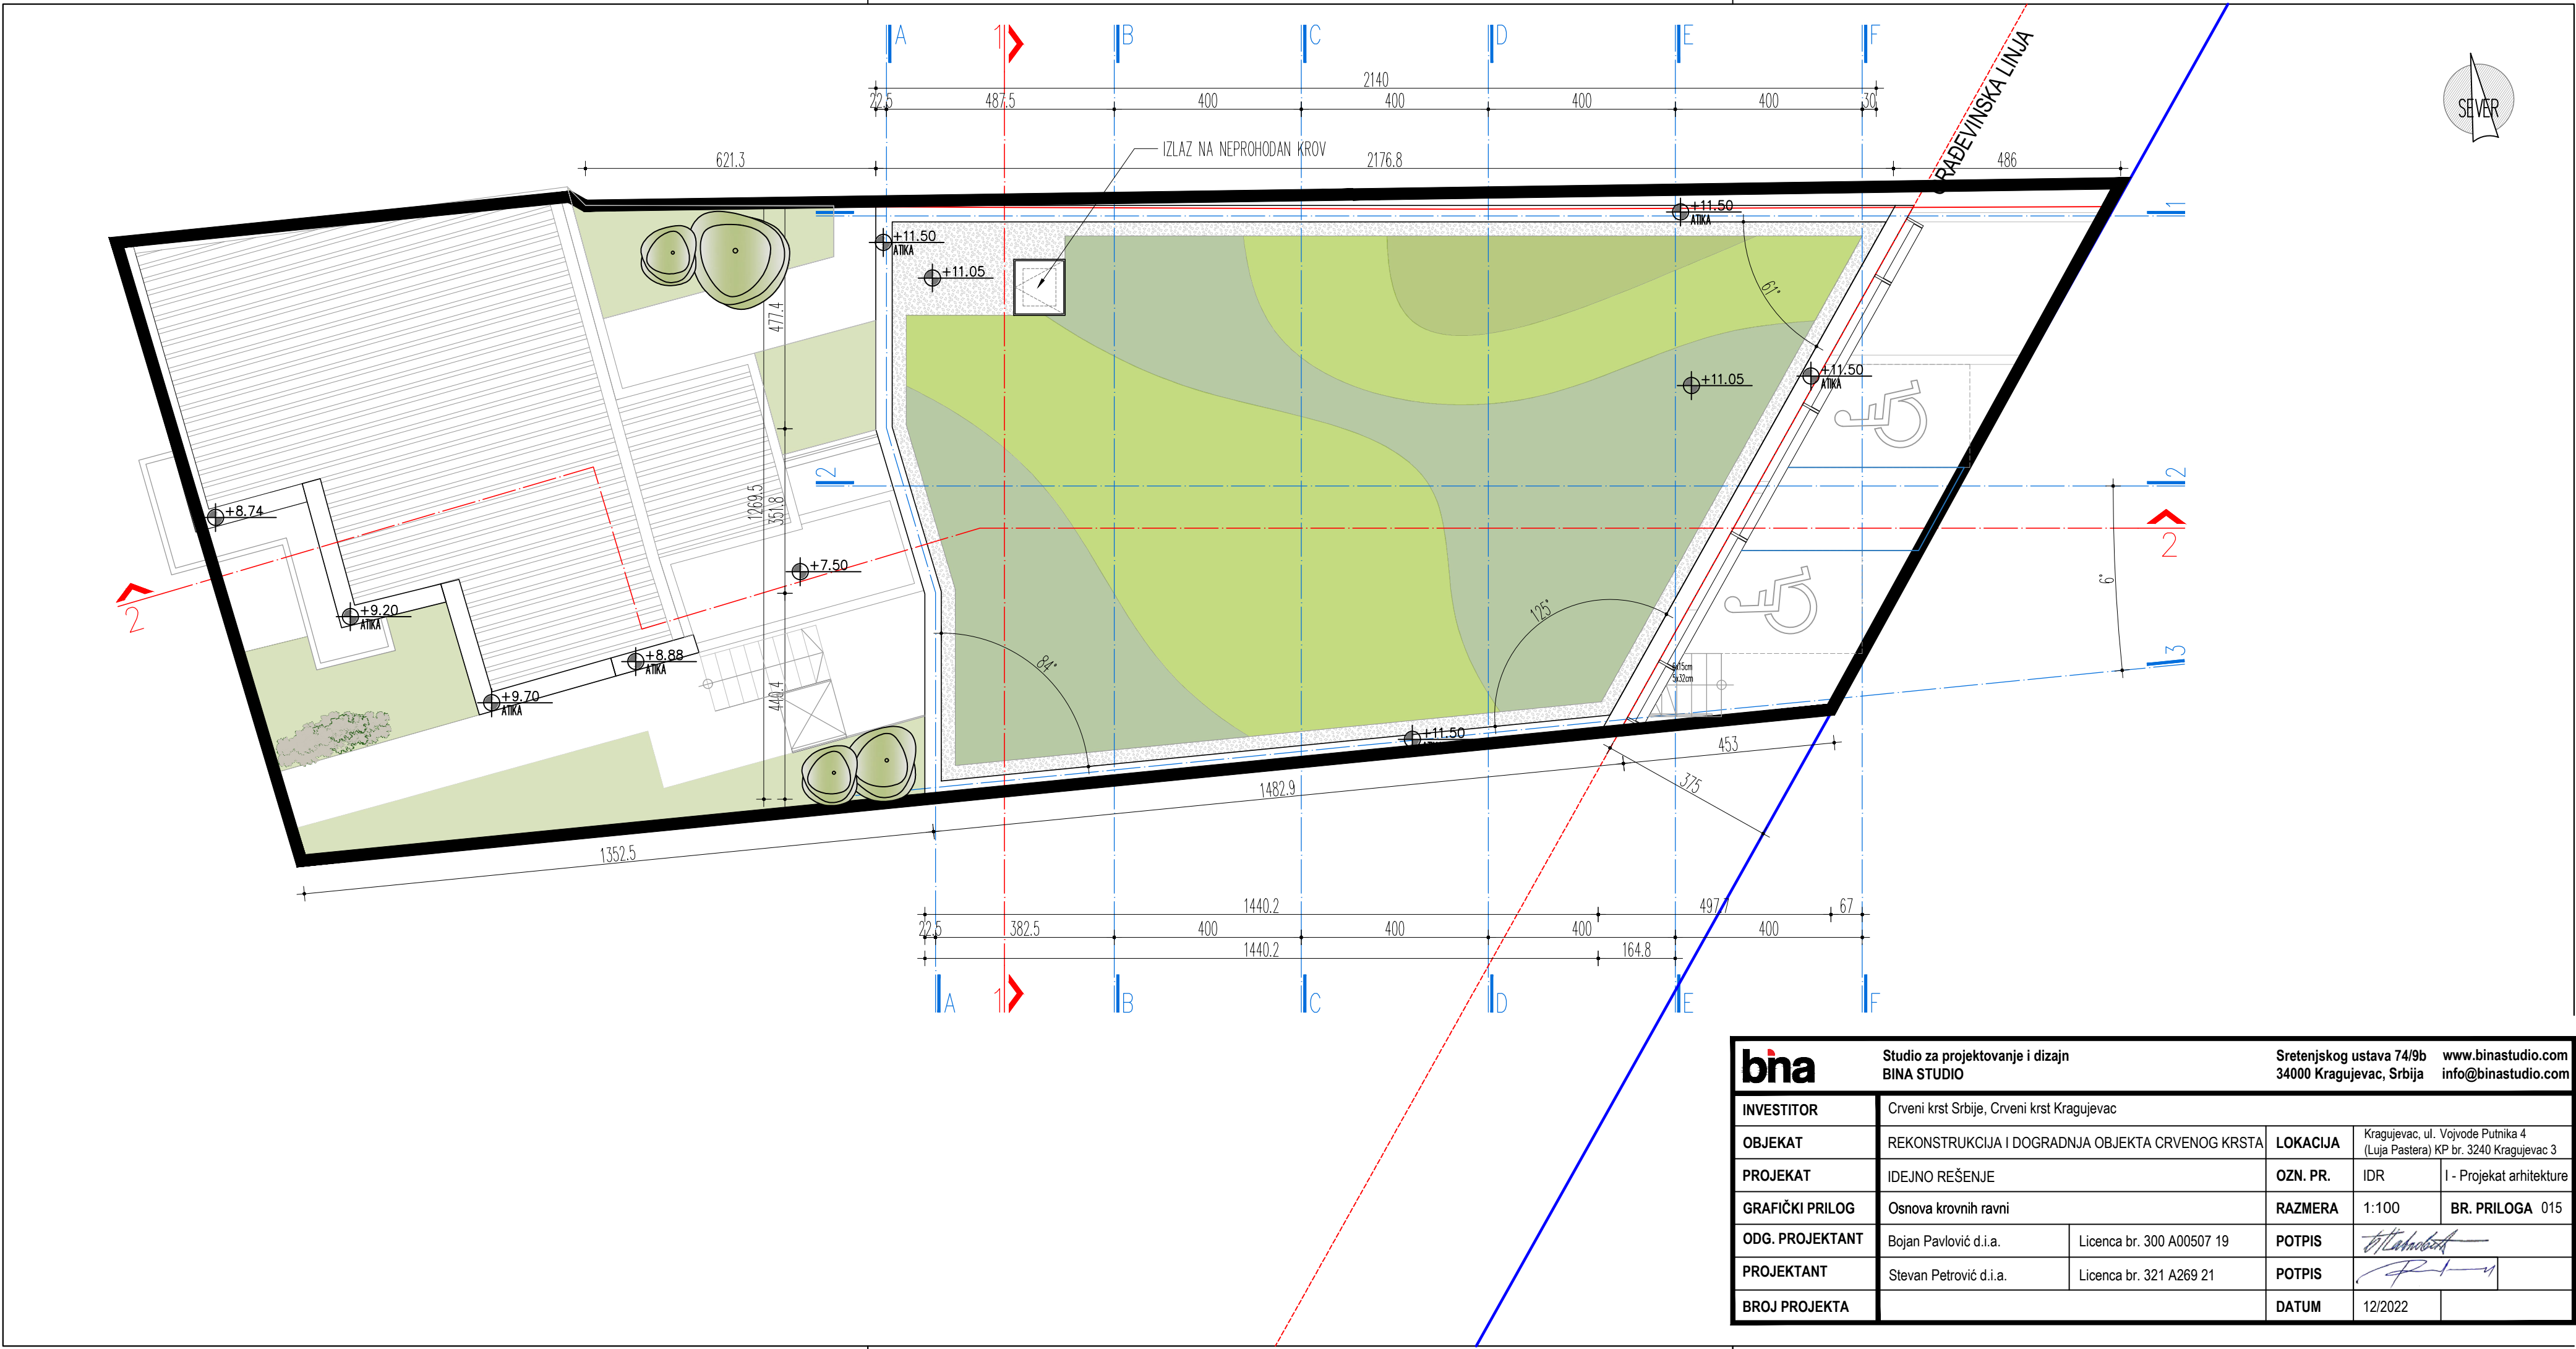 A
1
B
C
D
E
F
2140
22.5
487.5
400
400
400
400
30
SEVER
IZLAZ NA NEPROHODAN KROV
621.3
2176.8
486
+11.50
ATIKA
1
+11.50
ATIKA
+11.05
61°
477.4
+11.05
+11.50
ATIKA
2
2
1269.5
351.8
+8.74
2
+7.50
6°
2
+9.20
ATIKA
125°
84°
3
+8.88
ATIKA
6x15cm
5x32cm
+9.70
ATIKA
440.4
+11.50
453
375
1482.9
1352.5
1440.2
497.7
67
22.5
382.5
400
400
400
400
1440.2
164.8
A
1
B
C
D
E
F
bina
Studio za projektovanje i dizajn
BINA STUDIO
Sretenjskog ustava 74/9b
34000 Kragujevac, Srbija
www.binastudio.com
info@binastudio.com
INVESTITOR
Crveni krst Srbije, Crveni krst Kragujevac
OBJEKAT
REKONSTRUKCIJA I DOGRADNJA OBJEKTA CRVENOG KRSTA
LOKACIJA
Kragujevac, ul. Vojvode Putnika 4
(Luja Pastera) KP br. 3240 Kragujevac 3
PROJEKAT
IDEJNO REŠENJE
OZN. PR.
IDR
I - Projekat arhitekture
GRAFIČKI PRILOG
Osnova krovnih ravni
RAZMERA
1:100
BR. PRILOGA 015
ODG. PROJEKTANT
Bojan Pavlović d.i.a.
Licenca br. 300 A00507 19
POTPIS
PROJEKTANT
Stevan Petrović d.i.a.
Licenca br. 321 A269 21
POTPIS
BROJ PROJEKTA
DATUM
12/2022